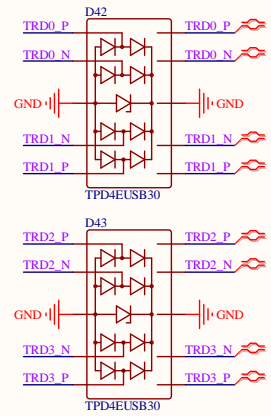 D42
TRD0_P TRD0_P
TRD0_N TRD0_N
GND GND
TRD1_N TRD1_N
TRD1_P TRD1_P
TPD4EUSB30
D43
TRD2_P TRD2_P
TRD2_N TRD2_N
GND GND
TRD3_N TRD3_N
TRD3_P TRD3_P
TPD4EUSB30